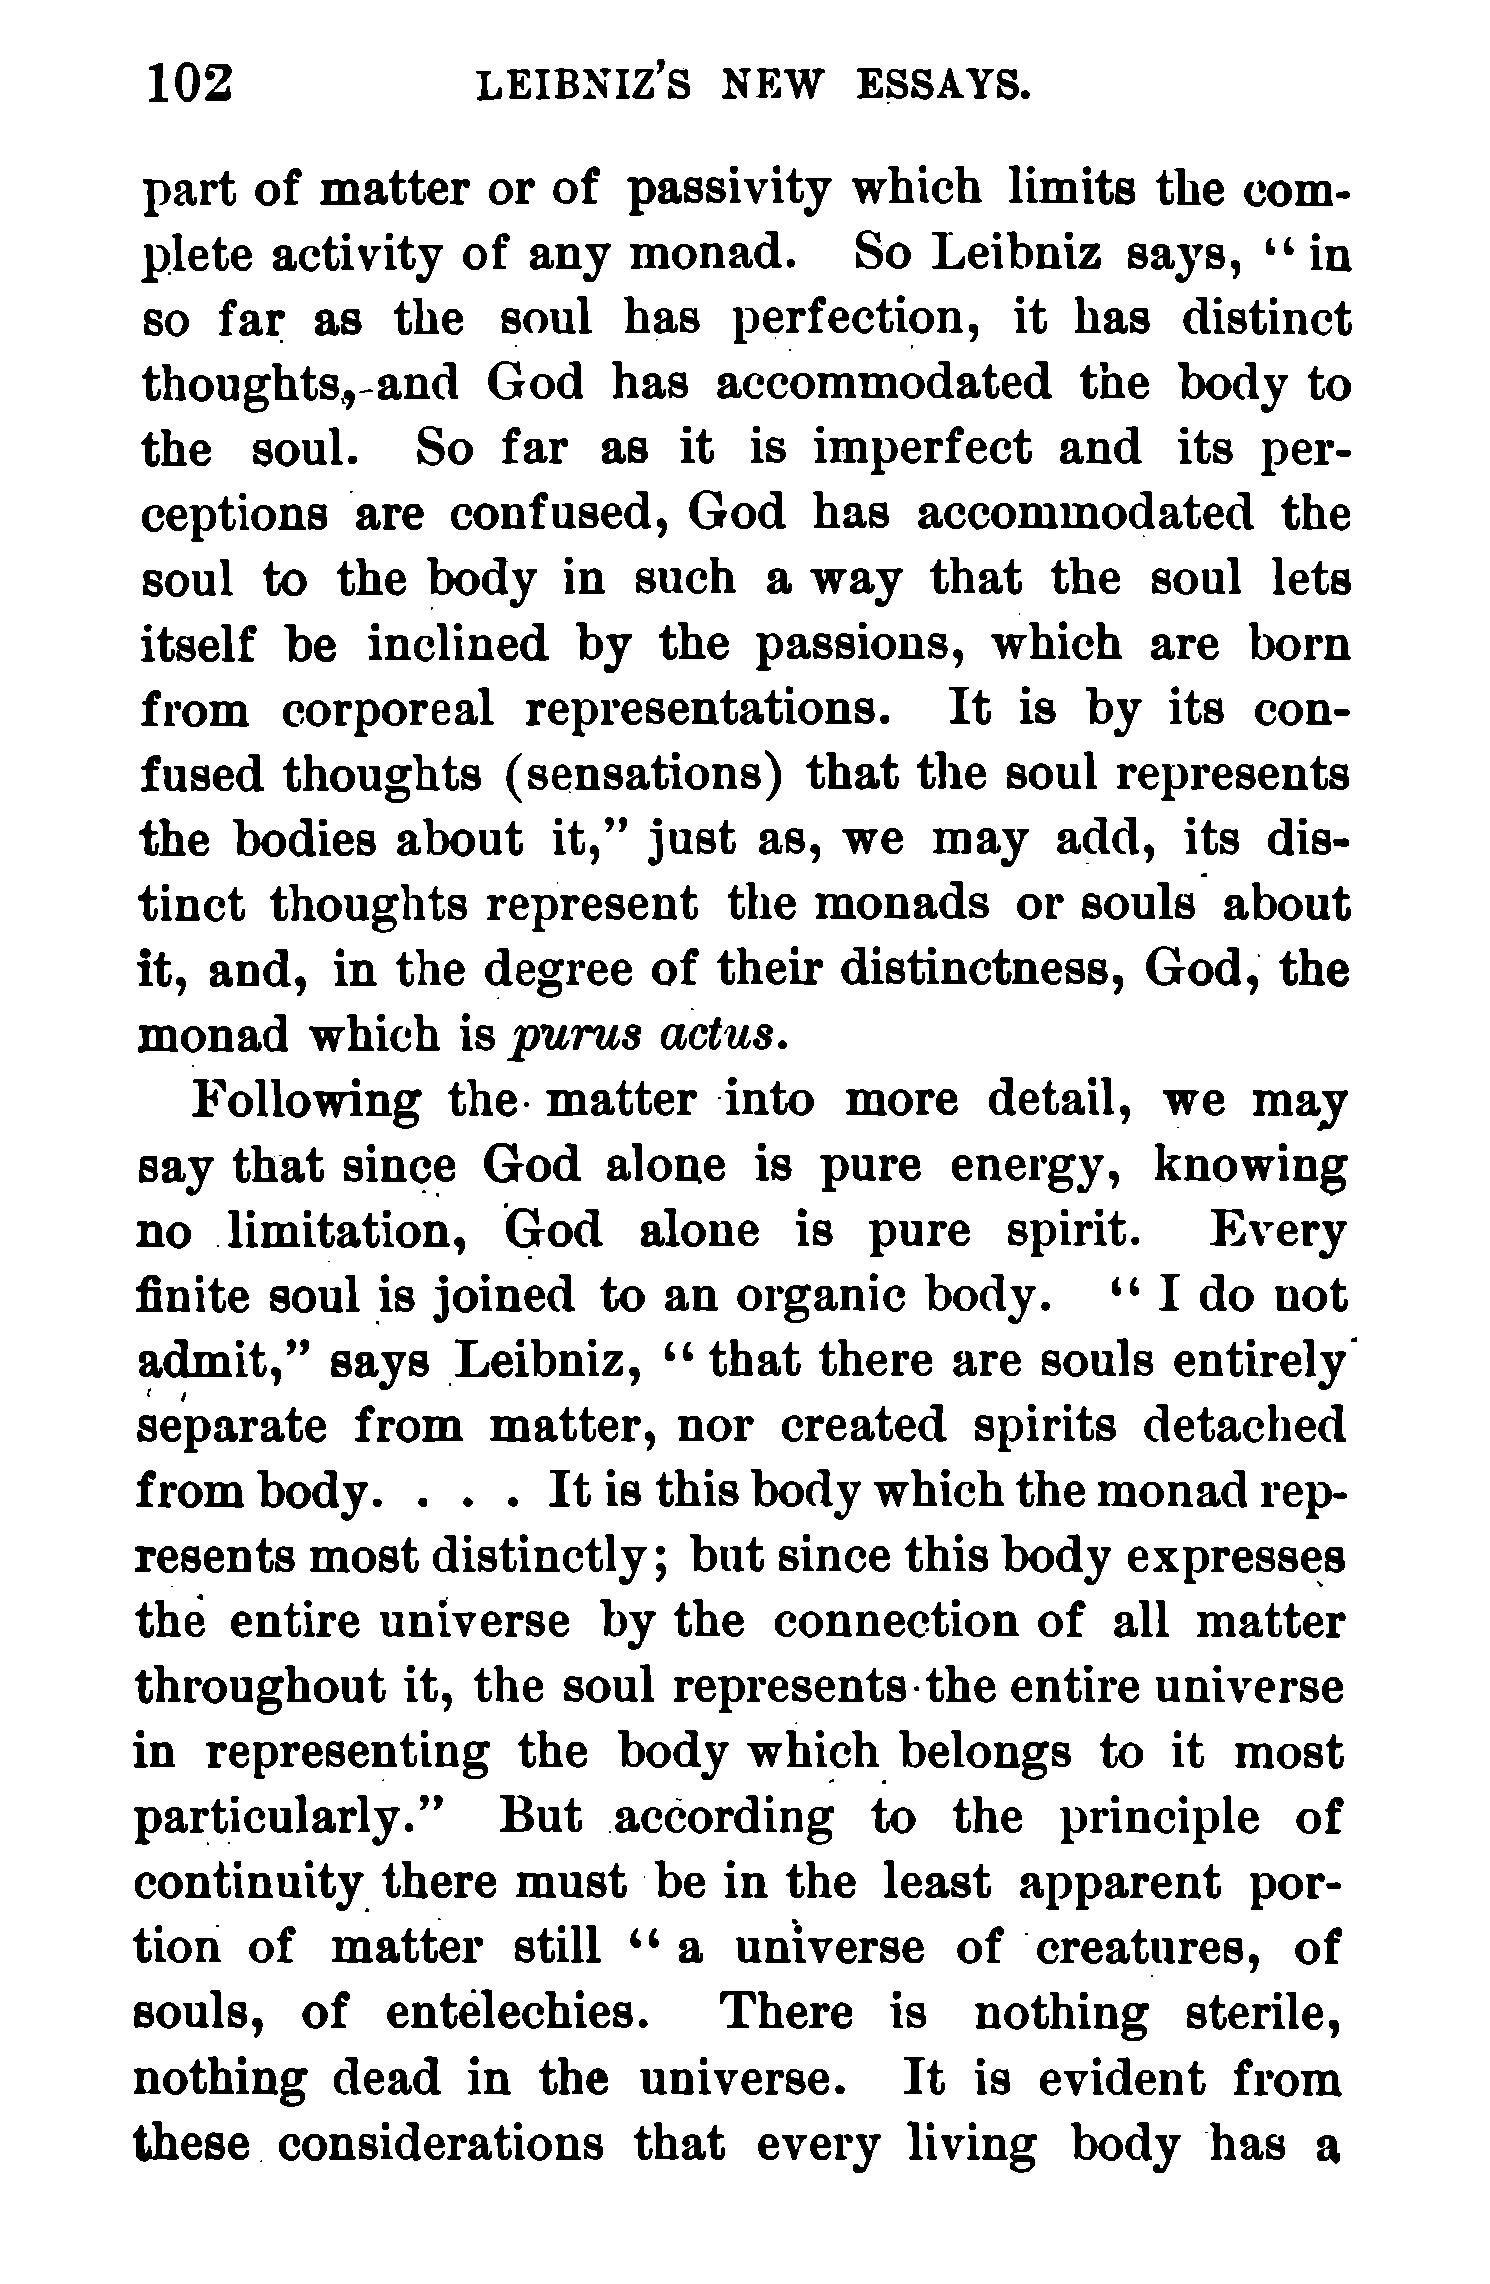 102 LEIBNIZ'S NEW ESSAYS.
part of matter or of passivity which limits the com-
plete activity of any monad. So Leibniz says, “ in
so far as the soul has perfection, it has distinct
thoughts, and God has accommodated the body to
the soul. So far as it is imperfect and its per-
ceptions are confused, God has accommodated the
soul to the body in such a way that the soul lets
itself be inclined by the passions, which are born
from corporeal representations. It is by its con-
fused thoughts (sensations) that the soul represents
the bodies about it,” just as, we may add, its dis-
tinct thoughts represent the monads or souls about
it, and, in the degree of their distinctness, God, the
monad which is purus actus.
Following the matter into more detail, we may
say that since God alone is pure energy, knowing
no limitation, God alone is pure spirit. Every
finite soul is joined to an organic body. “ I do not
admit,” says Leibniz, “ that there are souls entirely
separate from matter, nor created spirits detached
from body. . . . It is this body which the monad rep-
resents most distinctly; but since this body expresses
the entire universe by the connection of all matter
throughout it, the soul represents the entire universe
in representing the body which belongs to it most
particularly.” But according to the principle of
continuity there must be in the least apparent por-
tion of matter still “ a universe of creatures, of
souls, of entelechies. There is nothing sterile,
nothing dead in the universe. It is evident from
these considerations that every living body has a